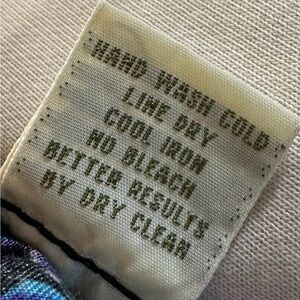 HAND WASH COLD
LINE DRY
COOL IRON
NO BLEACH
BETTER RESULTS
BY DRY CLEAN